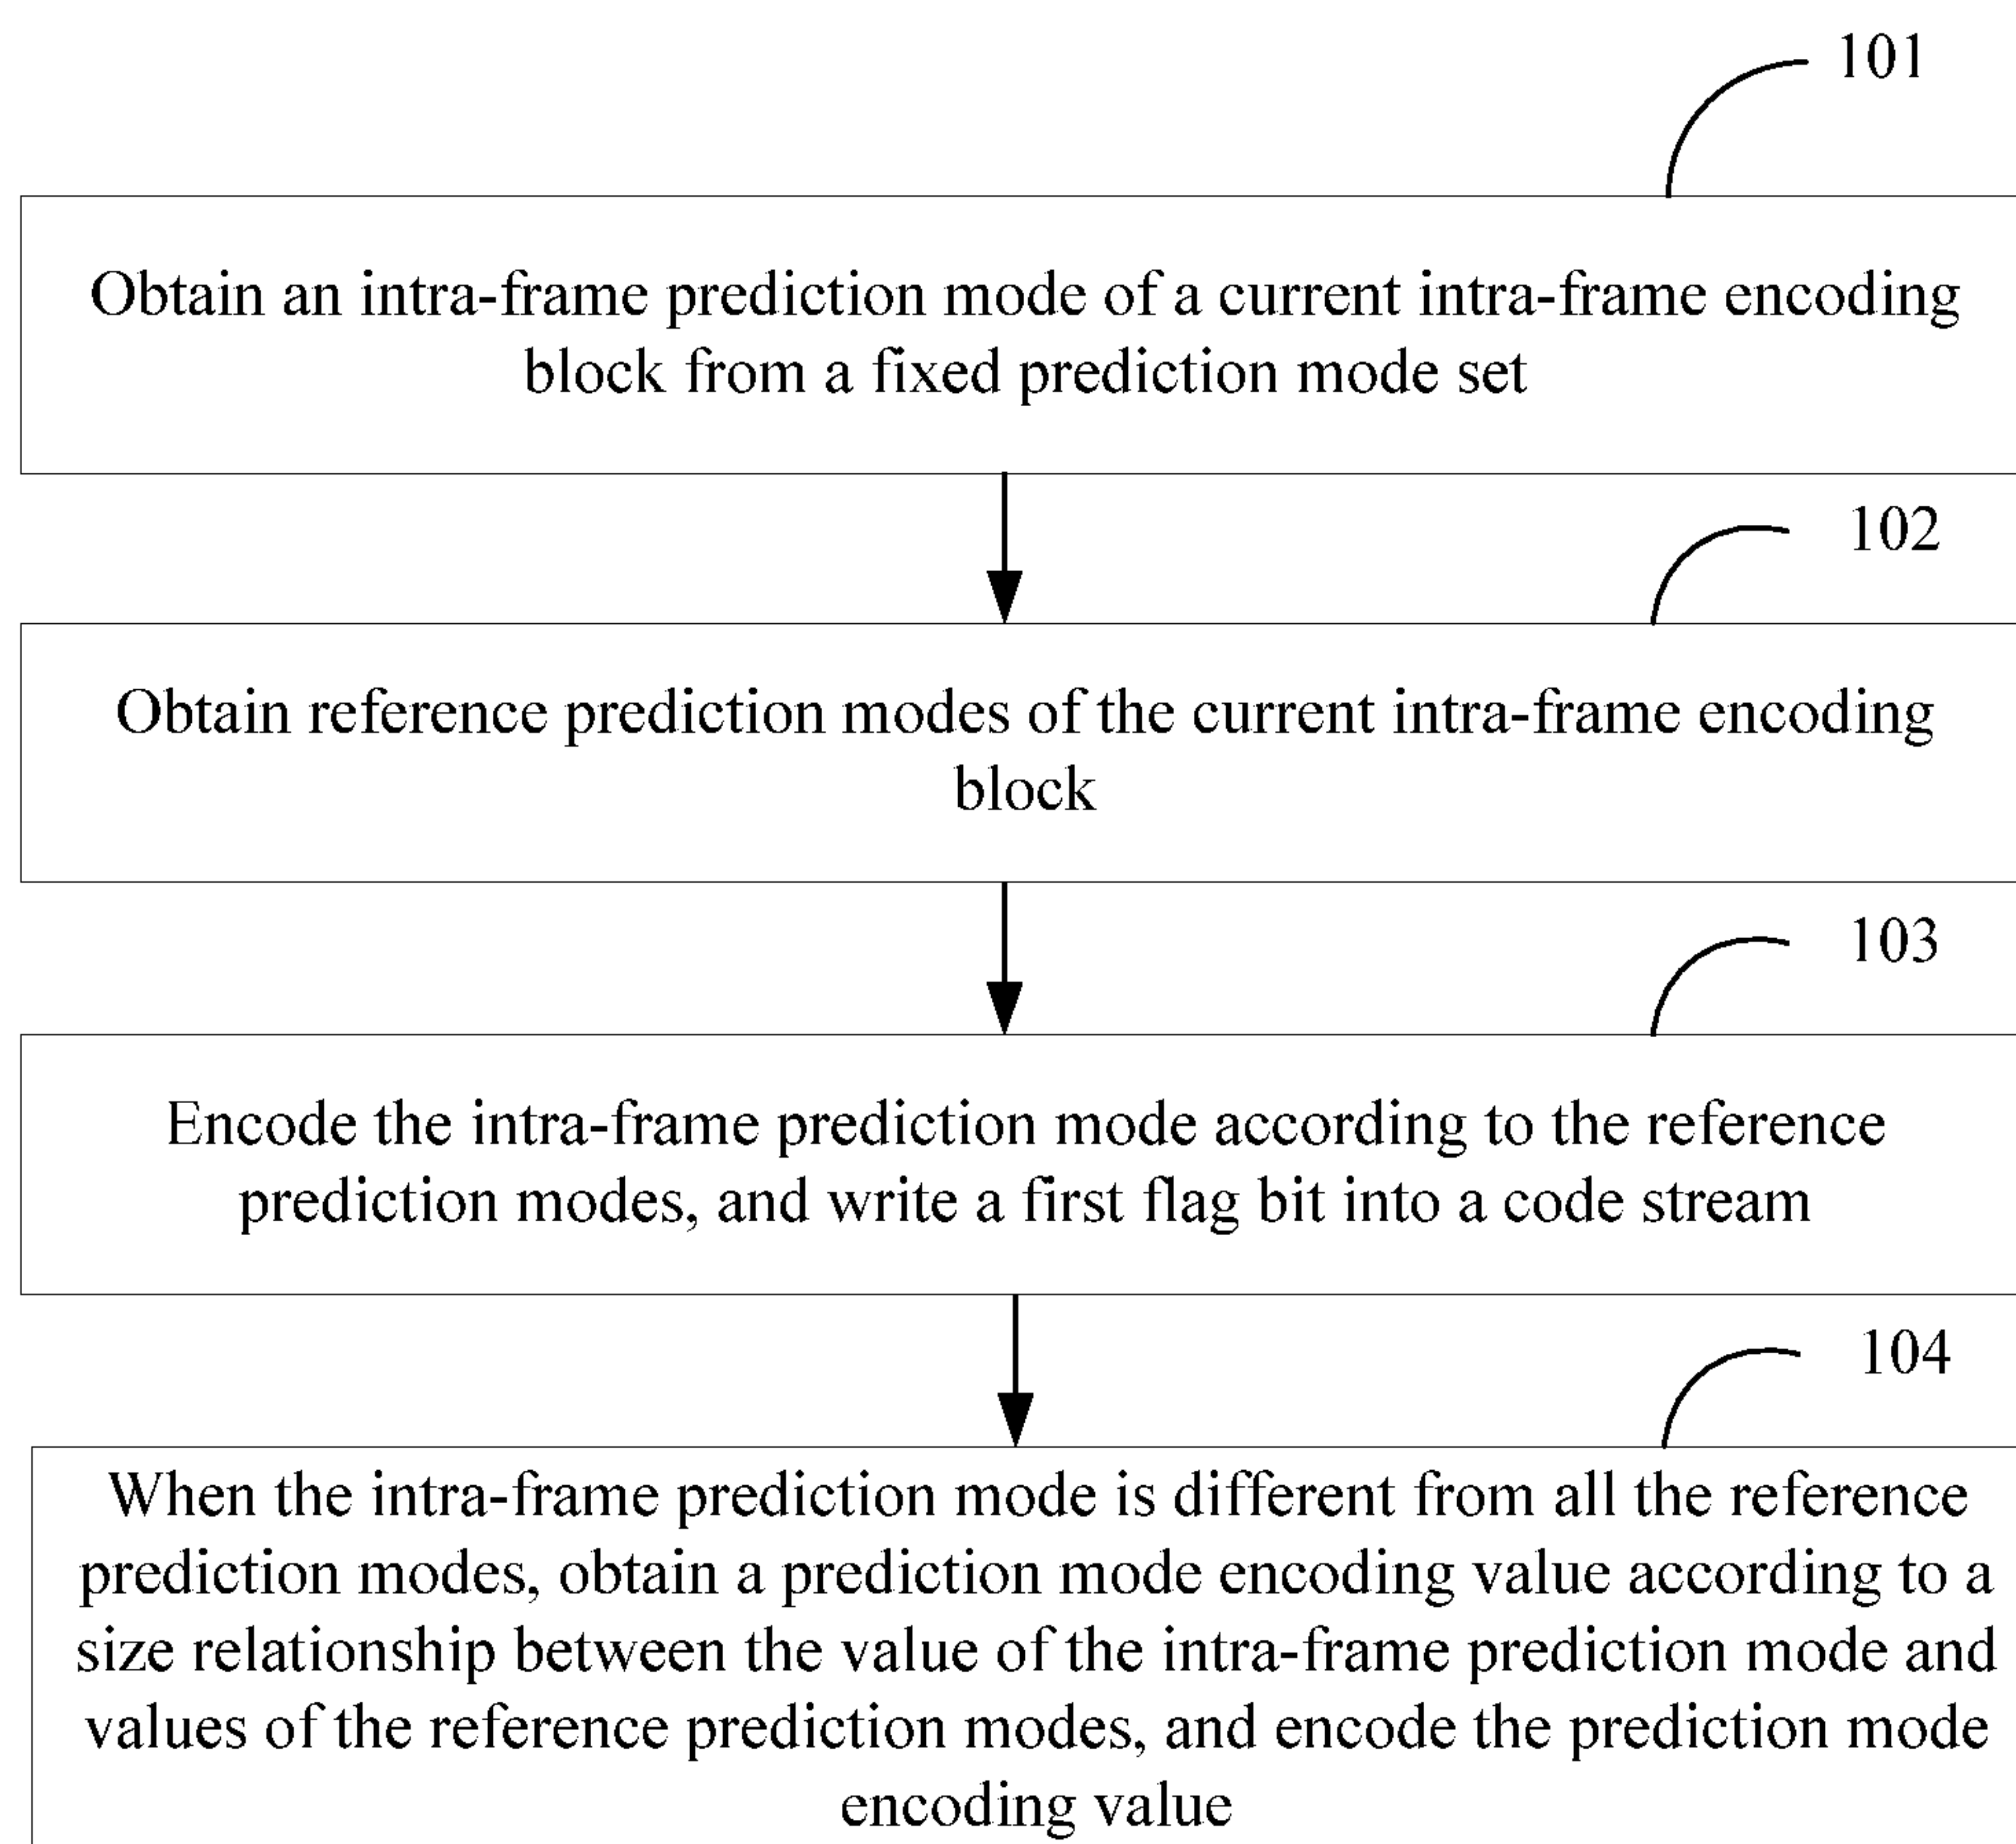 101
Obtain an intra-frame prediction mode of a current intra-frame encoding
block from a fixed prediction mode set
102
Obtain reference prediction modes of the current intra-frame encoding
block
103
Encode the intra-frame prediction mode according to the reference
prediction modes, and write a first flag bit into a code stream
104
When the intra-frame prediction mode is different from all the reference
prediction modes, obtain a prediction mode encoding value according to a
size relationship between the value of the intra-frame prediction mode and
values of the reference prediction modes, and encode the prediction mode
encoding value